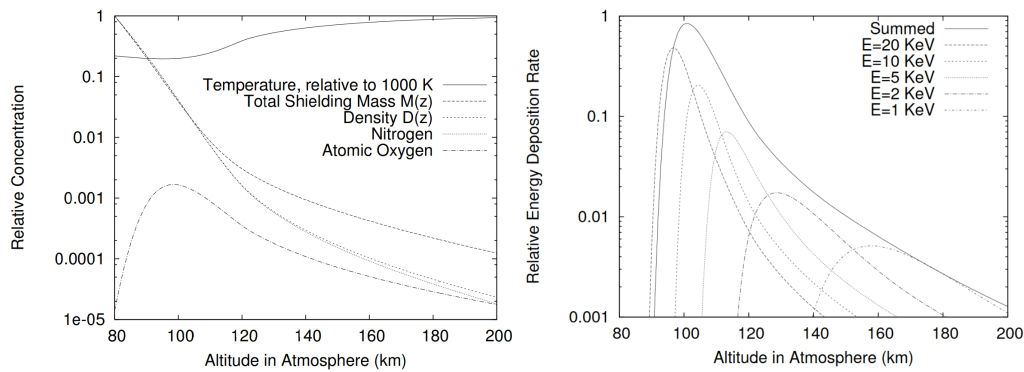 1
0.1
0.01
0.001
0.0001
1e-05
Relative Concentration
Temperature, relative to 1000 K
Total Shielding Mass M(z)
Density D(z)
Nitrogen
Atomic Oxygen
80 100 120 140 160 180 200
Altitude in Atmosphere (km)
1
0.1
0.01
0.001
Relative Energy Deposition Rate
Summed
E=20 KeV
E=10 KeV
E=5 KeV
E=2 KeV
E=1 KeV
80 100 120 140 160 180 200
Altitude in Atmosphere (km)